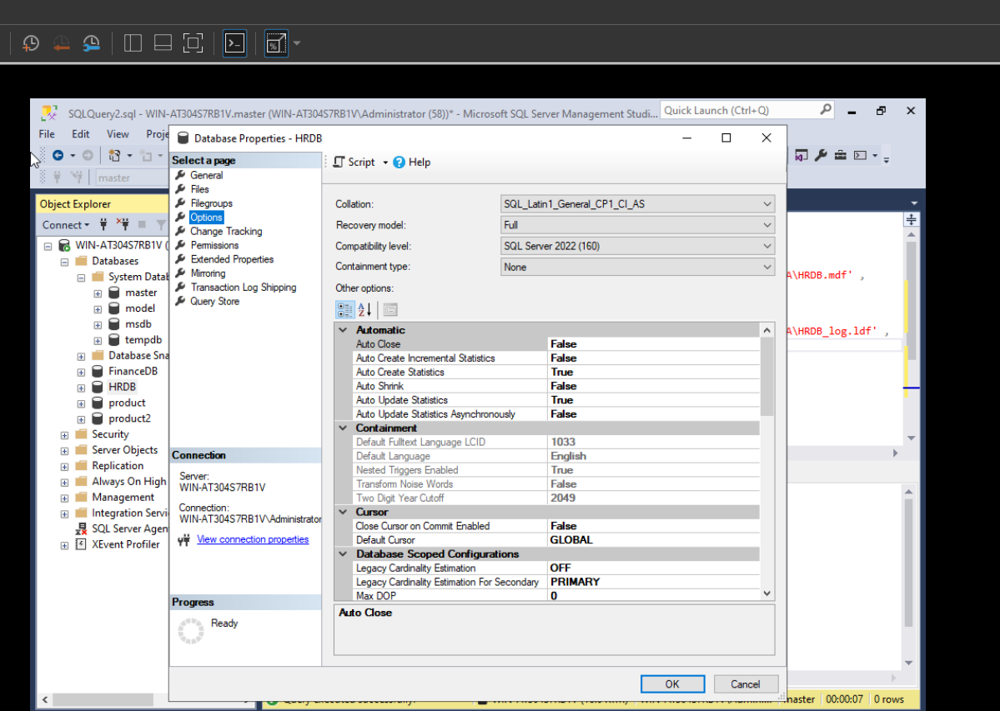 SQLQuery2.sql - WIN-AT304S7RB1V.master (WIN-AT304S7RB1V\Administrator (58))* - Microsoft SQL Server Management Studi...
Quick Launch (Ctrl+Q)
File Edit View Proje
master
Object Explorer
Connect
WIN-AT304S7RB1V (
Databases
System Datab
master
model
msdb
tempdb
Database Sna
FinanceDB
HRDB
product
product2
Security
Server Objects
Replication
Always On High
Management
Integration Servi
SQL Server Agen
XEvent Profiler
Database Properties - HRDB
Select a page
General
Files
Filegroups
Options
Change Tracking
Permissions
Extended Properties
Mirroring
Transaction Log Shipping
Query Store
Connection
Server:
WIN-AT304S7RB1V
Connection:
WIN-AT304S7RB1V\Administrator
View connection properties
Progress
Ready
Script Help
Collation: SQL_Latin1_General_CP1_CI_AS
Recovery model: Full
Compatibility level: SQL Server 2022 (160)
Containment type: None
Other options:
Automatic
Auto Close False
Auto Create Incremental Statistics False
Auto Create Statistics True
Auto Shrink False
Auto Update Statistics True
Auto Update Statistics Asynchronously False
Containment
Default Fulltext Language LCID 1033
Default Language English
Nested Triggers Enabled True
Transform Noise Words False
Two Digit Year Cutoff 2049
Cursor
Close Cursor on Commit Enabled False
Default Cursor GLOBAL
Database Scoped Configurations
Legacy Cardinality Estimation OFF
Legacy Cardinality Estimation For Secondary PRIMARY
Max DOP 0
Auto Close
OK Cancel
A\HRDB.mdf' ,
A\HRDB_log.ldf' ,
master 00:00:07 0 rows